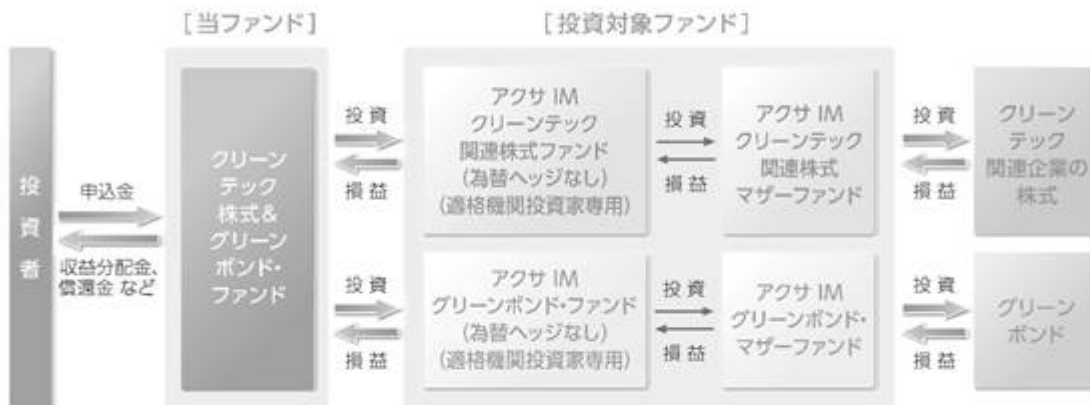 [当ファンド]
[投資対象ファンド]
投資者
申込金
収益分配金、
償還金 など
クリーン
テック
株式&
グリーン
ボンド・
ファンド
投資
損益
アクサ IM
クリーンテック
関連株式ファンド
(為替ヘッジなし)
(適格機関投資家専用)
投資
損益
アクサ IM
クリーンテック
関連株式
マザーファンド
投資
損益
クリーン
テック
関連企業の
株式
投資
損益
アクサ IM
グリーンボンド・ファンド
(為替ヘッジなし)
(適格機関投資家専用)
投資
損益
アクサ IM
グリーンボンド・
マザーファンド
投資
損益
グリーン
ボンド